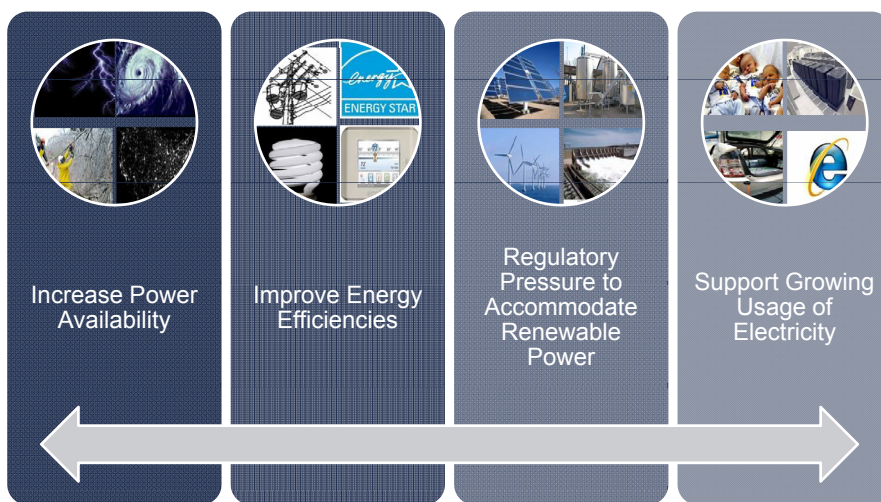 energy
ENERGY STAR
Increase Power
Availability
Improve Energy
Efficiencies
Regulatory
Pressure to
Accommodate
Renewable
Power
Support Growing
Usage of
Electricity